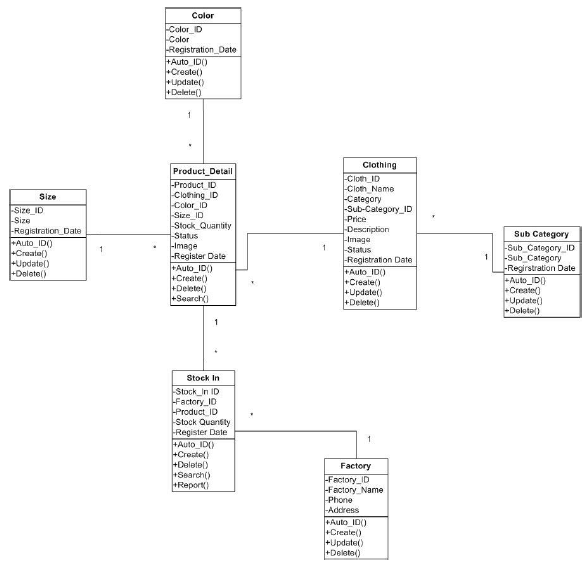 Color
-Color_ID
-Color
-Registration_Date
+Auto_ID()
+Create()
+Update()
+Delete()
1
*
Product_Detail
-Product_ID
-Clothing_ID
-Color_ID
-Size_ID
-Stock_Quantity
-Status
-Image
-Register Date
+Auto_ID()
+Create()
+Delete()
+Search()
Size
-Size_ID
-Size
-Registration_Date
+Auto_ID()
+Create()
+Update()
+Delete()
1
*
Clothing
-Cloth_ID
-Cloth_Name
-Category
-Sub-Category_ID
-Price
-Description
-Image
-Status
-Registration Date
+Auto_ID()
+Create()
+Update()
+Delete()
1
*
*
1
Sub Category
-Sub_Category_ID
-Sub_Category
-Regristration Date
+Auto_ID()
+Create()
+Update()
+Delete()
1
*
Stock In
-Stock_In ID
-Factory_ID
-Product_ID
-Stock Quantity
-Register Date
+Auto_ID()
+Create()
+Delete()
+Search()
+Report()
*
1
Factory
-Factory_ID
-Factory_Name
-Phone
-Address
+Auto_ID()
+Create()
+Update()
+Delete()